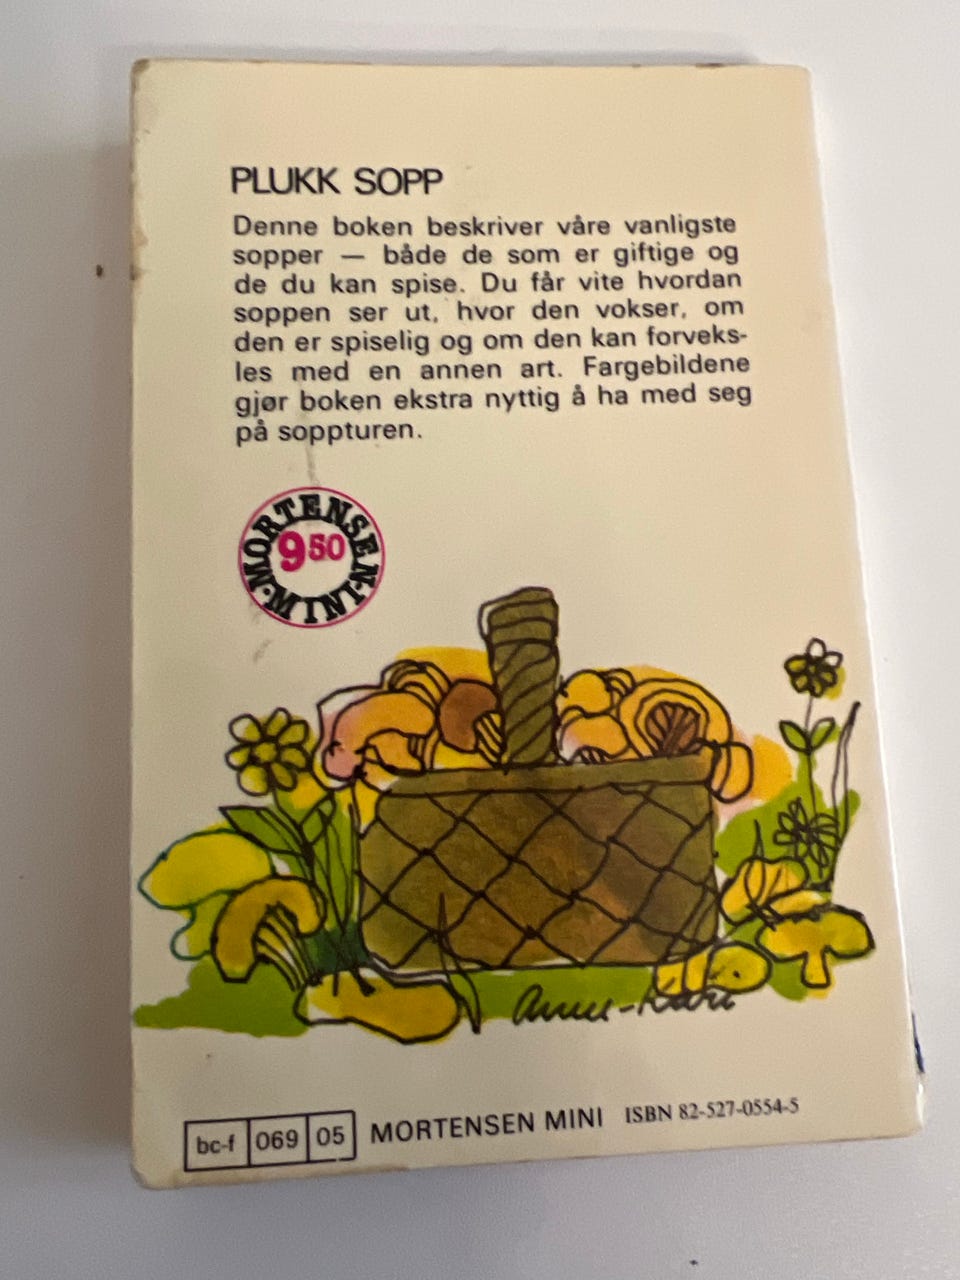 PLUKK SOPP
Denne boken beskriver våre vanligste
sopper — både de som er giftige og
de du kan spise. Du får vite hvordan
soppen ser ut, hvor den vokser, om
den er spiselig og om den kan forveks-
les med en annen art. Fargebildene
gjør boken ekstra nyttig å ha med seg
på soppturen.
MORTENSEN
9 50
·MINI·
Anne-Kari
bc-f 069 05 MORTENSEN MINI ISBN 82-527-0554-5